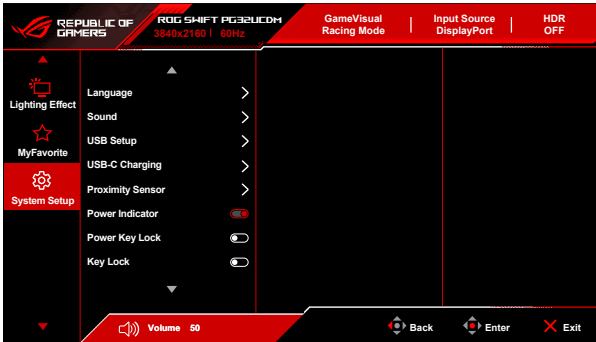 REPUBLIC OF
GAMERS
ROG SWIFT PG32UCDM
3840x2160 | 60Hz
GameVisual
Racing Mode
Input Source
DisplayPort
HDR
OFF
Lighting Effect
MyFavorite
System Setup
Language
Sound
USB Setup
USB-C Charging
Proximity Sensor
Power Indicator
Power Key Lock
Key Lock
Volume 50
Back
Enter
Exit